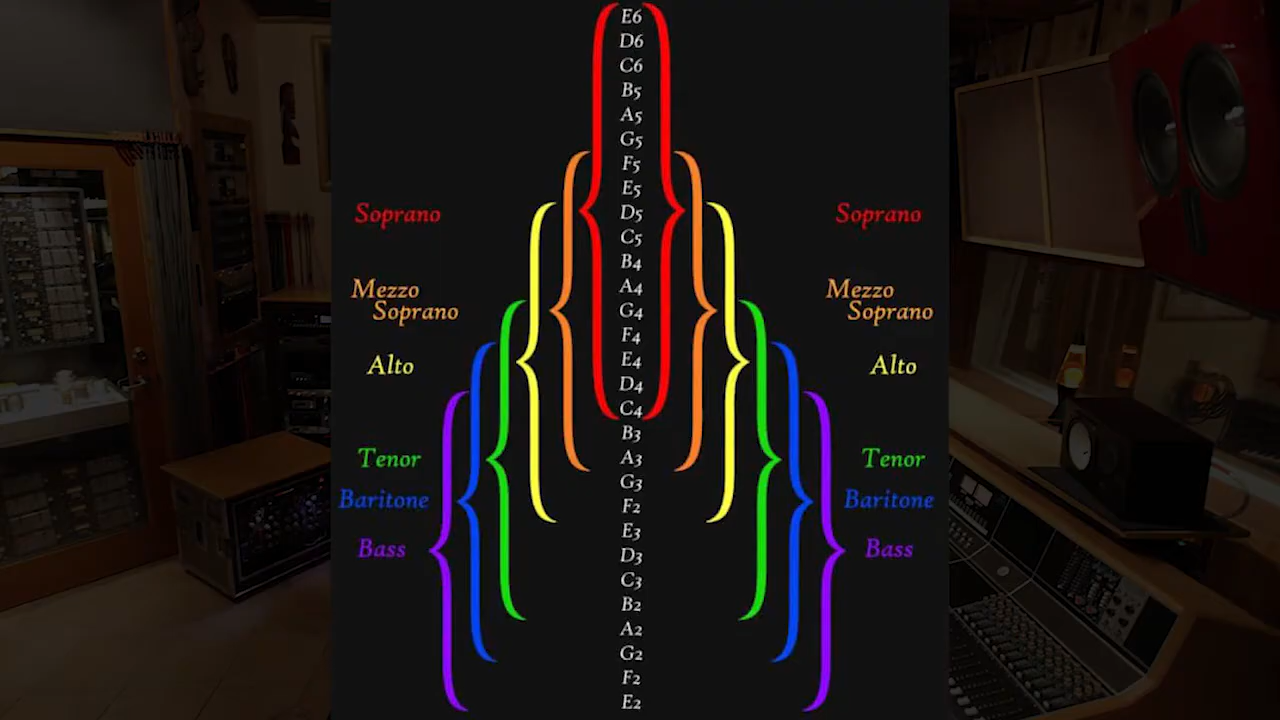 E6
D6
C6
B5
A5
G5
F5
E5
D5
Soprano
Soprano
C5
B4
A4
Mezzo
Soprano
Mezzo
Soprano
G4
F4
E4
Alto
Alto
D4
C4
B3
A3
Tenor
Tenor
G3
F2
Baritone
Baritone
E3
D3
Bass
Bass
C3
B2
A2
G2
F2
E2